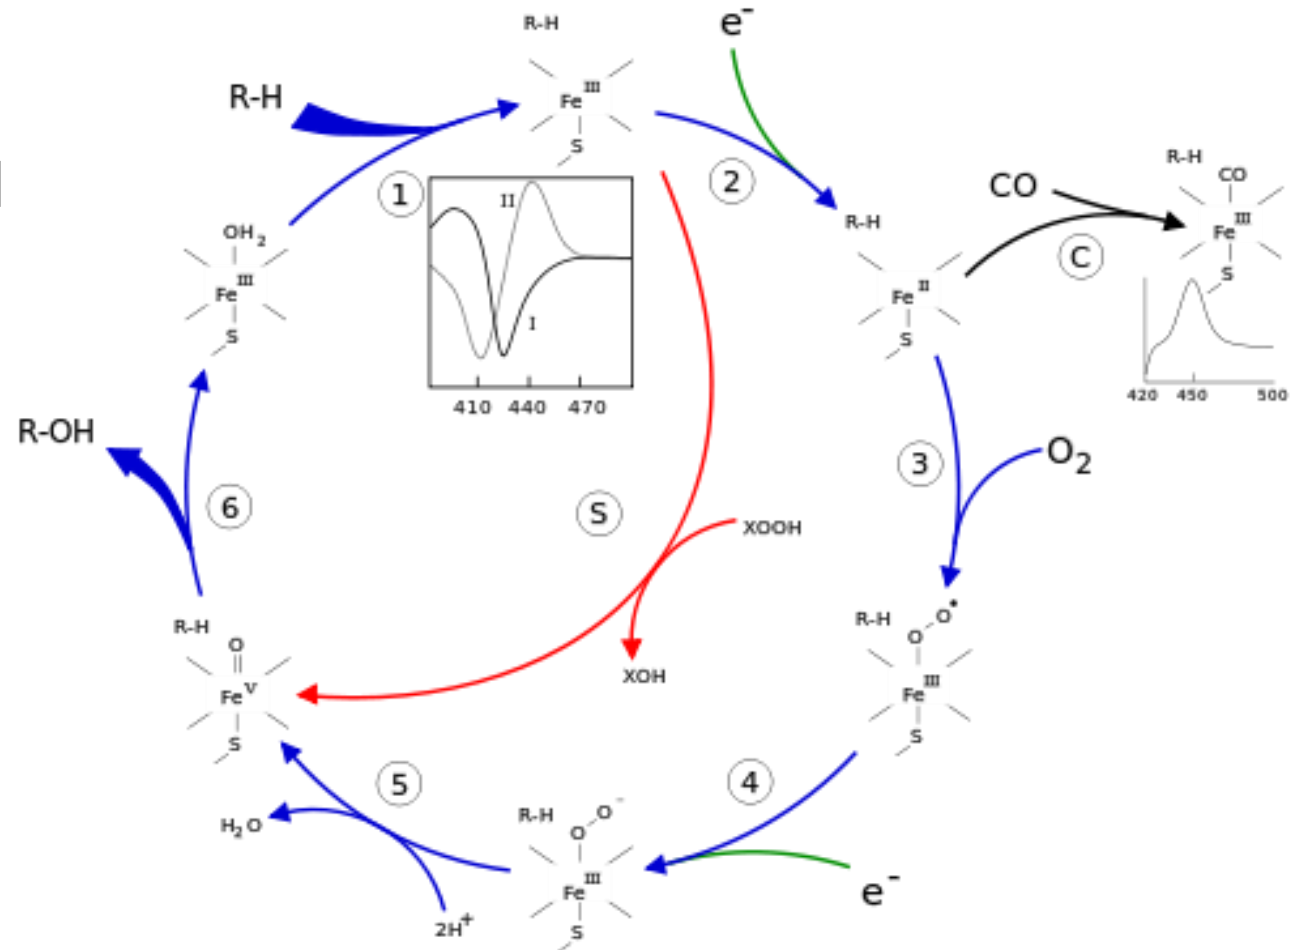 R-H
e-
R-H
Fe III
S
R-H
CO
Fe III
S
CO
C
1
2
R-H
Fe II
S
II
I
410 440 470
OH2
Fe III
S
420 450 500
R-OH
3
O2
6
S
XOOH
XOH
R-H
O
Fe V
S
R-H
O
O•
Fe III
S
5
4
H2O
R-H
O
O-
Fe III
S
2H+
e-